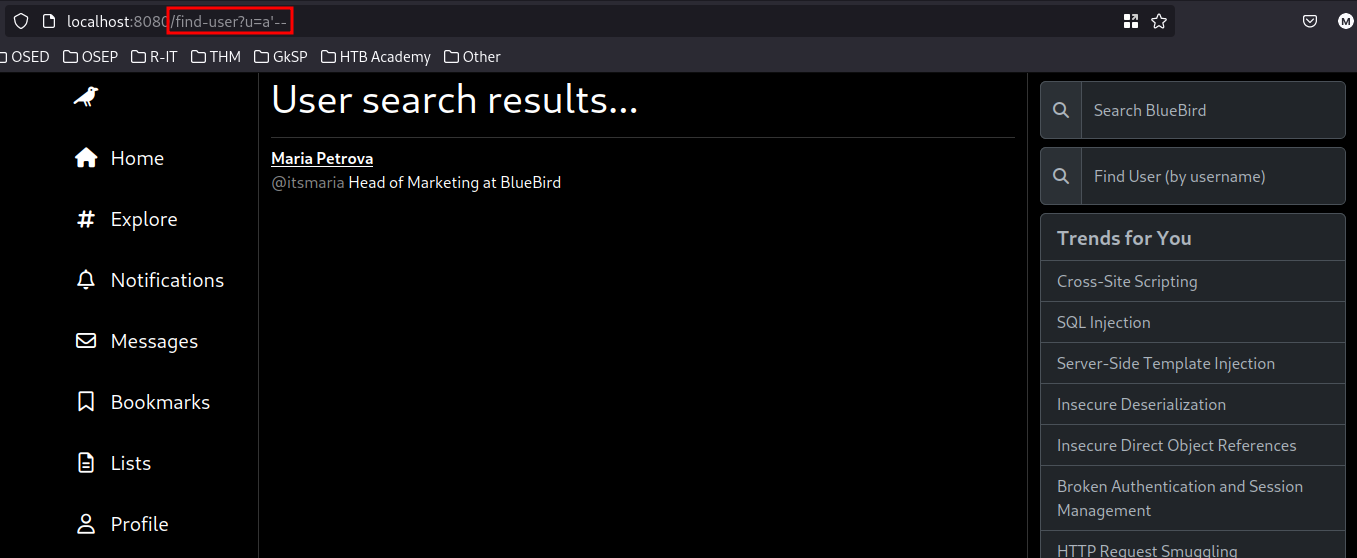 localhost:8080/find-user?u=a'--
M
OSED OSEP R-IT THM GkSP HTB Academy Other
User search results...
Maria Petrova
@itsmaria Head of Marketing at BlueBird
Home
Explore
Notifications
Messages
Bookmarks
Lists
Profile
Search BlueBird
Find User (by username)
Trends for You
Cross-Site Scripting
SQL Injection
Server-Side Template Injection
Insecure Deserialization
Insecure Direct Object References
Broken Authentication and Session
Management
HTTP Request Smuggling